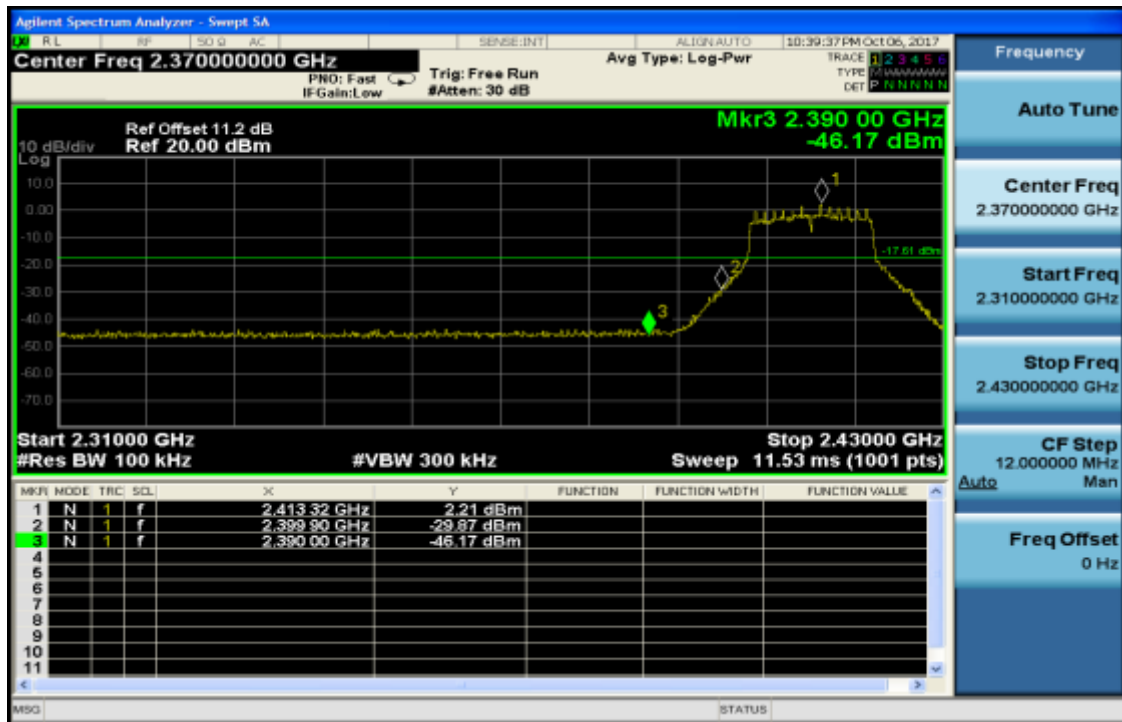 Agilent Spectrum Analyzer - Swept SA
RL RF 50 Ω AC SENSE:INT ALIGNAUTO 10:39:37 PM Oct 06, 2017
Center Freq 2.370000000 GHz
PNO: Fast
IFGain:Low
Trig: Free Run
#Atten: 30 dB
Avg Type: Log-Pwr
TRACE 1 2 3 4 5 6
TYPE
DET P N N N N N
Mkr3 2.390 00 GHz
-46.17 dBm
Ref Offset 11.2 dB
10 dB/div Ref 20.00 dBm
Log
10.0
0.00
-10.0
-20.0
-30.0
-40.0
-50.0
-60.0
-70.0
1
2
3
-17.61 dBm
Start 2.31000 GHz Stop 2.43000 GHz
#Res BW 100 kHz #VBW 300 kHz Sweep 11.53 ms (1001 pts)
MKR MODE TRC SCL X Y FUNCTION FUNCTION WIDTH FUNCTION VALUE
1 N 1 f 2.413 32 GHz 2.21 dBm
2 N 1 f 2.399 90 GHz -29.87 dBm
3 N 1 f 2.390 00 GHz -46.17 dBm
4
5
6
7
8
9
10
11
MSG STATUS
Frequency
Auto Tune
Center Freq
2.370000000 GHz
Start Freq
2.310000000 GHz
Stop Freq
2.430000000 GHz
CF Step
12.000000 MHz
Auto Man
Freq Offset
0 Hz